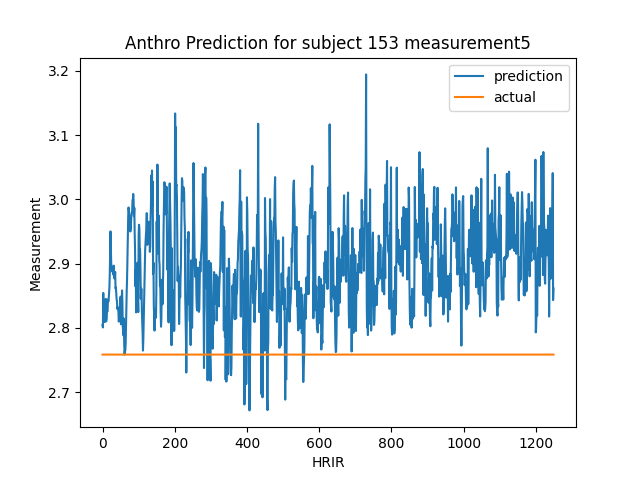 Anthro Prediction for subject 153 measurement5
prediction
actual
3.2
3.1
3.0
2.9
2.8
2.7
Measurement
0
200
400
600
800
1000
1200
HRIR